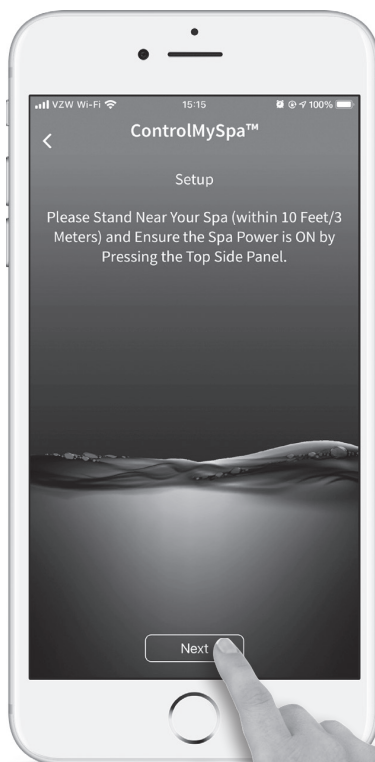 VZW Wi-Fi 15:15 100%
ControlMySpa™
Setup
Please Stand Near Your Spa (within 10 Feet/3
Meters) and Ensure the Spa Power is ON by
Pressing the Top Side Panel.
Next